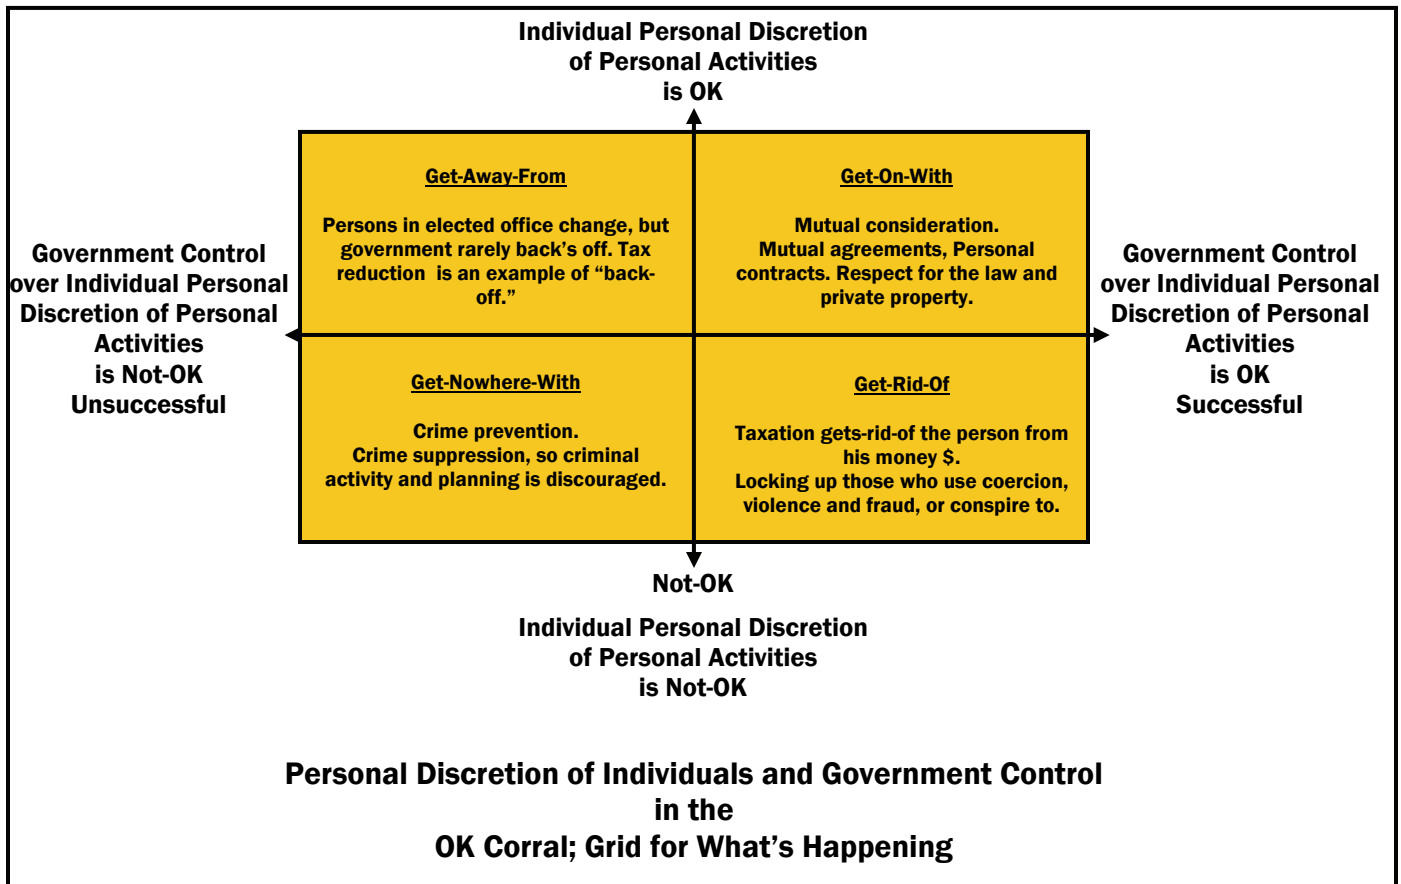 Individual Personal Discretion
of Personal Activities
is OK
Get-Away-From
Persons in elected office change, but
government rarely back's off. Tax
reduction  is an example of “back-
off.”
Get-On-With
Mutual consideration.
Mutual agreements, Personal
contracts. Respect for the law and
private property.
Government Control
over Individual Personal
Discretion of Personal
Activities
is Not-OK
Unsuccessful
Government Control
over Individual Personal
Discretion of Personal
Activities
is OK
Successful
Get-Nowhere-With
Crime prevention.
Crime suppression, so criminal
activity and planning is discouraged.
Get-Rid-Of
Taxation gets-rid-of the person from
his money $.
Locking up those who use coercion,
violence and fraud, or conspire to.
Not-OK
Individual Personal Discretion
of Personal Activities
is Not-OK
Personal Discretion of Individuals and Government Control
in the
OK Corral; Grid for What’s Happening